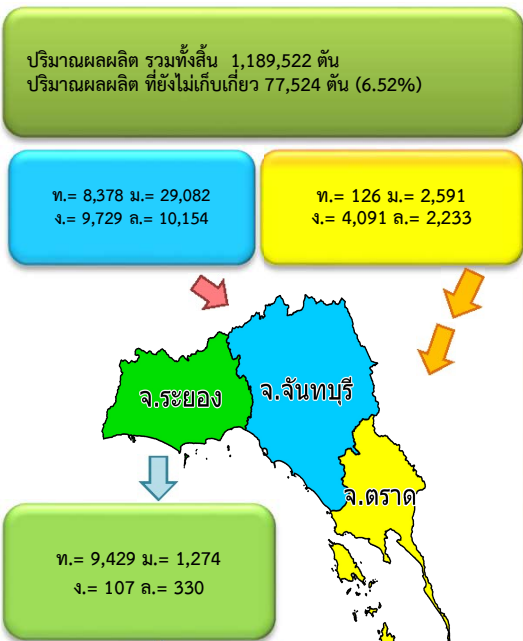 ปริมาณผลผลิต รวมทั้งสิ้น 1,189,522 ตัน
ปริมาณผลผลิต ที่ยังไม่เก็บเกี่ยว 77,524 ตัน (6.52%)
ท.= 8,378 ม.= 29,082
ง.= 9,729 ล.= 10,154
ท.= 126 ม.= 2,591
ง.= 4,091 ล.= 2,233
จ.ระยอง
จ.จันทบุรี
จ.ตราด
ท.= 9,429 ม.= 1,274
ง.= 107 ล.= 330